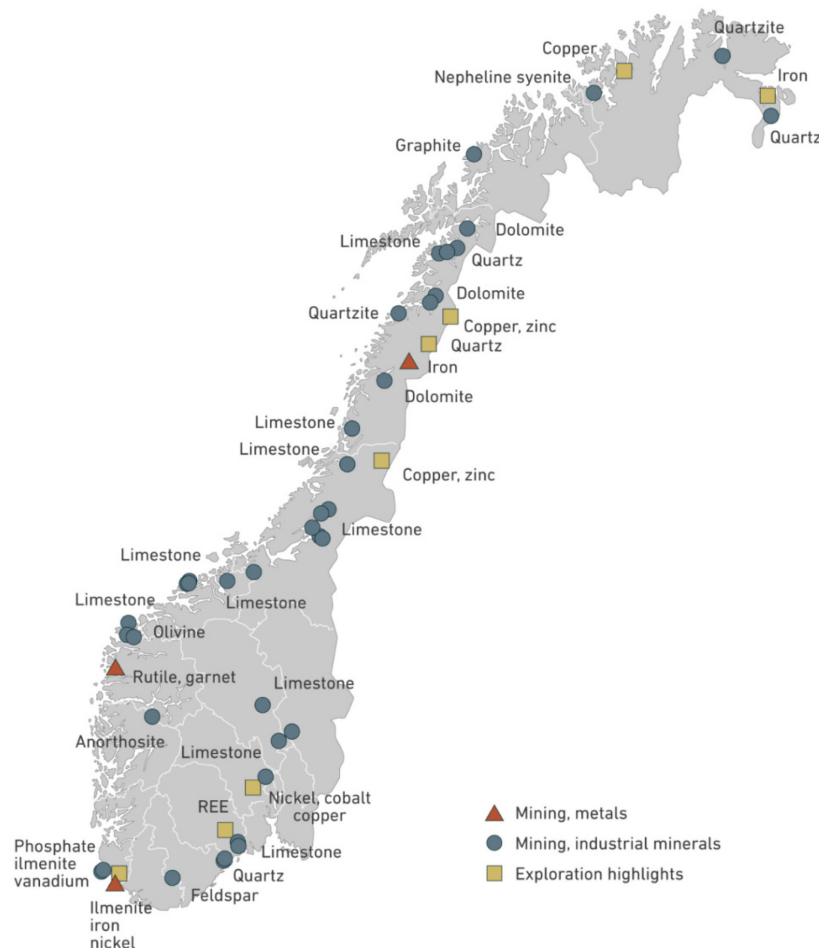 Copper
Quartzite
Nepheline syenite
Iron
Quartz
Graphite
Dolomite
Limestone
Quartz
Dolomite
Quartzite
Copper, zinc
Quartz
Iron
Dolomite
Limestone
Limestone
Copper, zinc
Limestone
Limestone
Limestone
Limestone
Olivine
Rutile, garnet
Limestone
Anorthosite
Limestone
Nickel, cobalt
copper
REE
Limestone
Phosphate
ilmenite
vanadium
Quartz
Feldspar
Ilmenite
iron
nickel
Mining, metals
Mining, industrial minerals
Exploration highlights